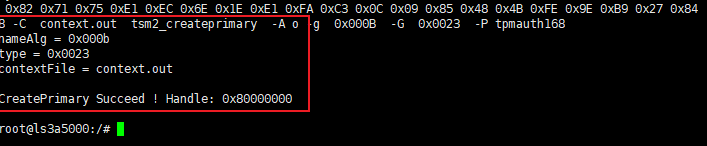 0x82 0x71 0x75 0xE1 0xEC 0x6E 0x1E 0xE1 0xFA 0xC3 0x0C 0x09 0x85 0x48 0x4B 0xFE 0x9E 0xB9 0x27 0x84
B -C context.out tsm2_createprimary -A o -g 0x000B -G 0x0023 -P tpmauth168
nameAlg = 0x000b
type = 0x0023
contextFile = context.out
CreatePrimary Succeed ! Handle: 0x80000000
root@ls3a5000:/#